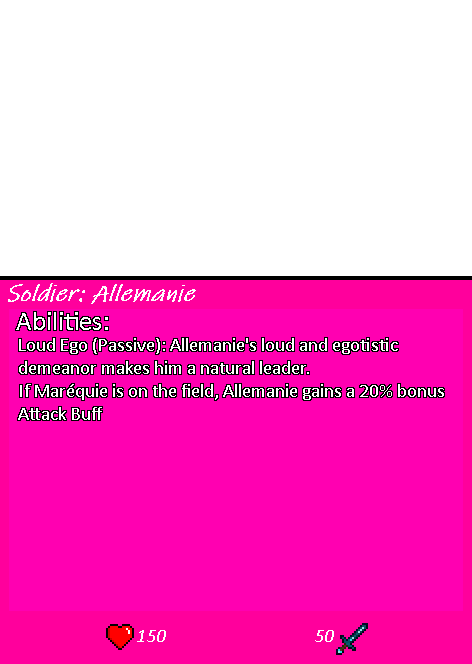 Soldier: Allemanie
Abilities:
Loud Ego (Passive): Allemanie's loud and egotistic
demeanor makes him a natural leader.
If Maréquie is on the field, Allemanie gains a 20% bonus
Attack Buff
150
50